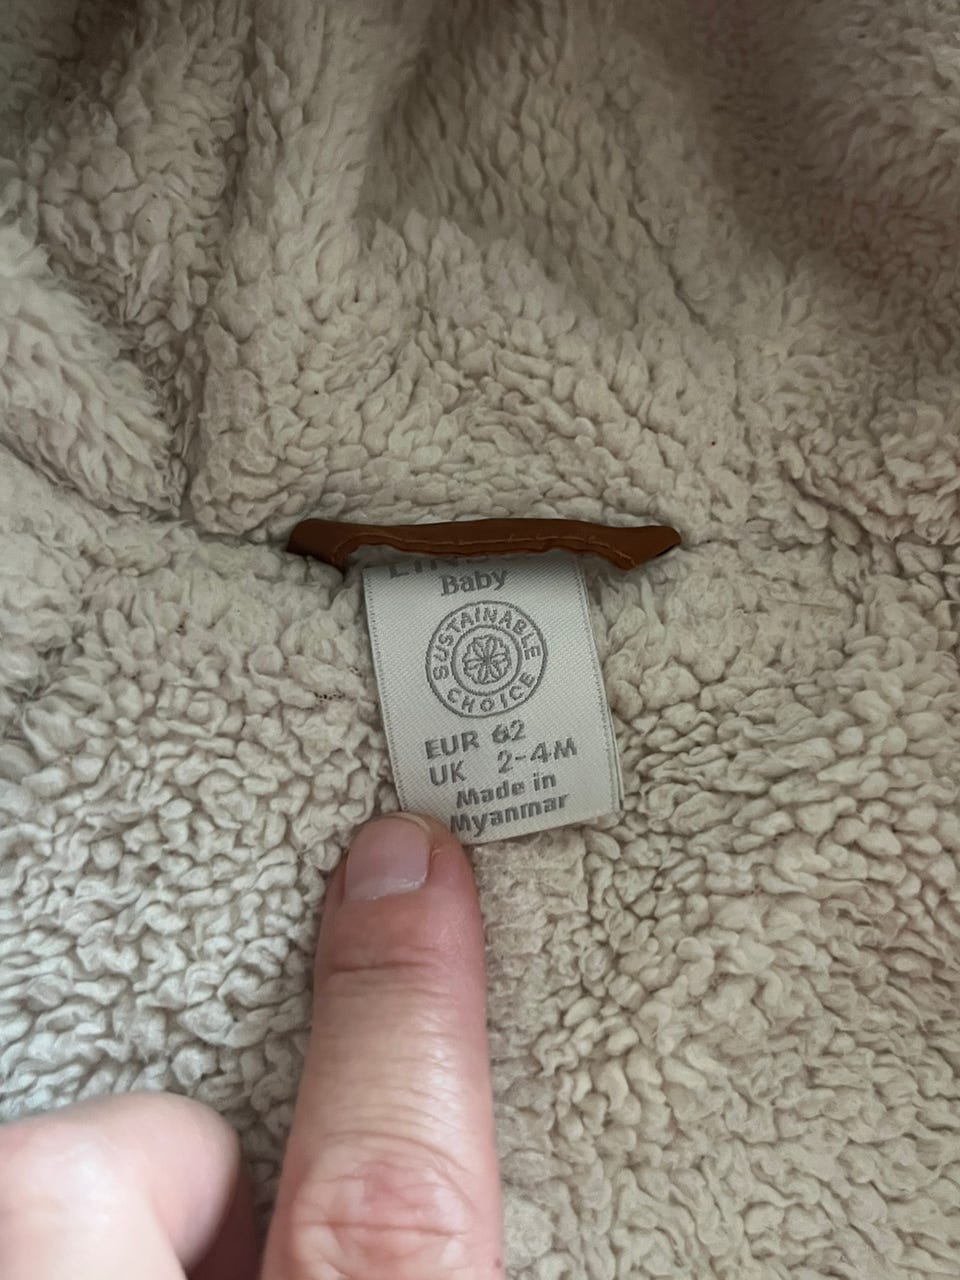 Baby
SUSTAINABLE CHOICE
EUR 62
UK 2-4M
Made in
Myanmar